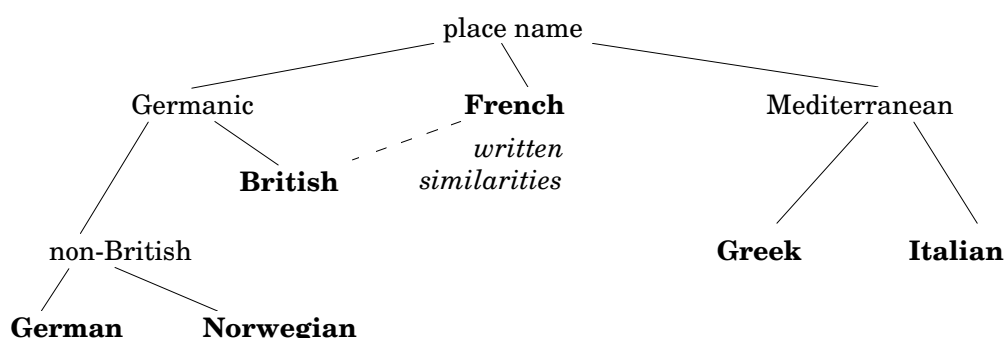 place name
Germanic
French
Mediterranean
written
similarities
British
non-British
Greek
Italian
German
Norwegian